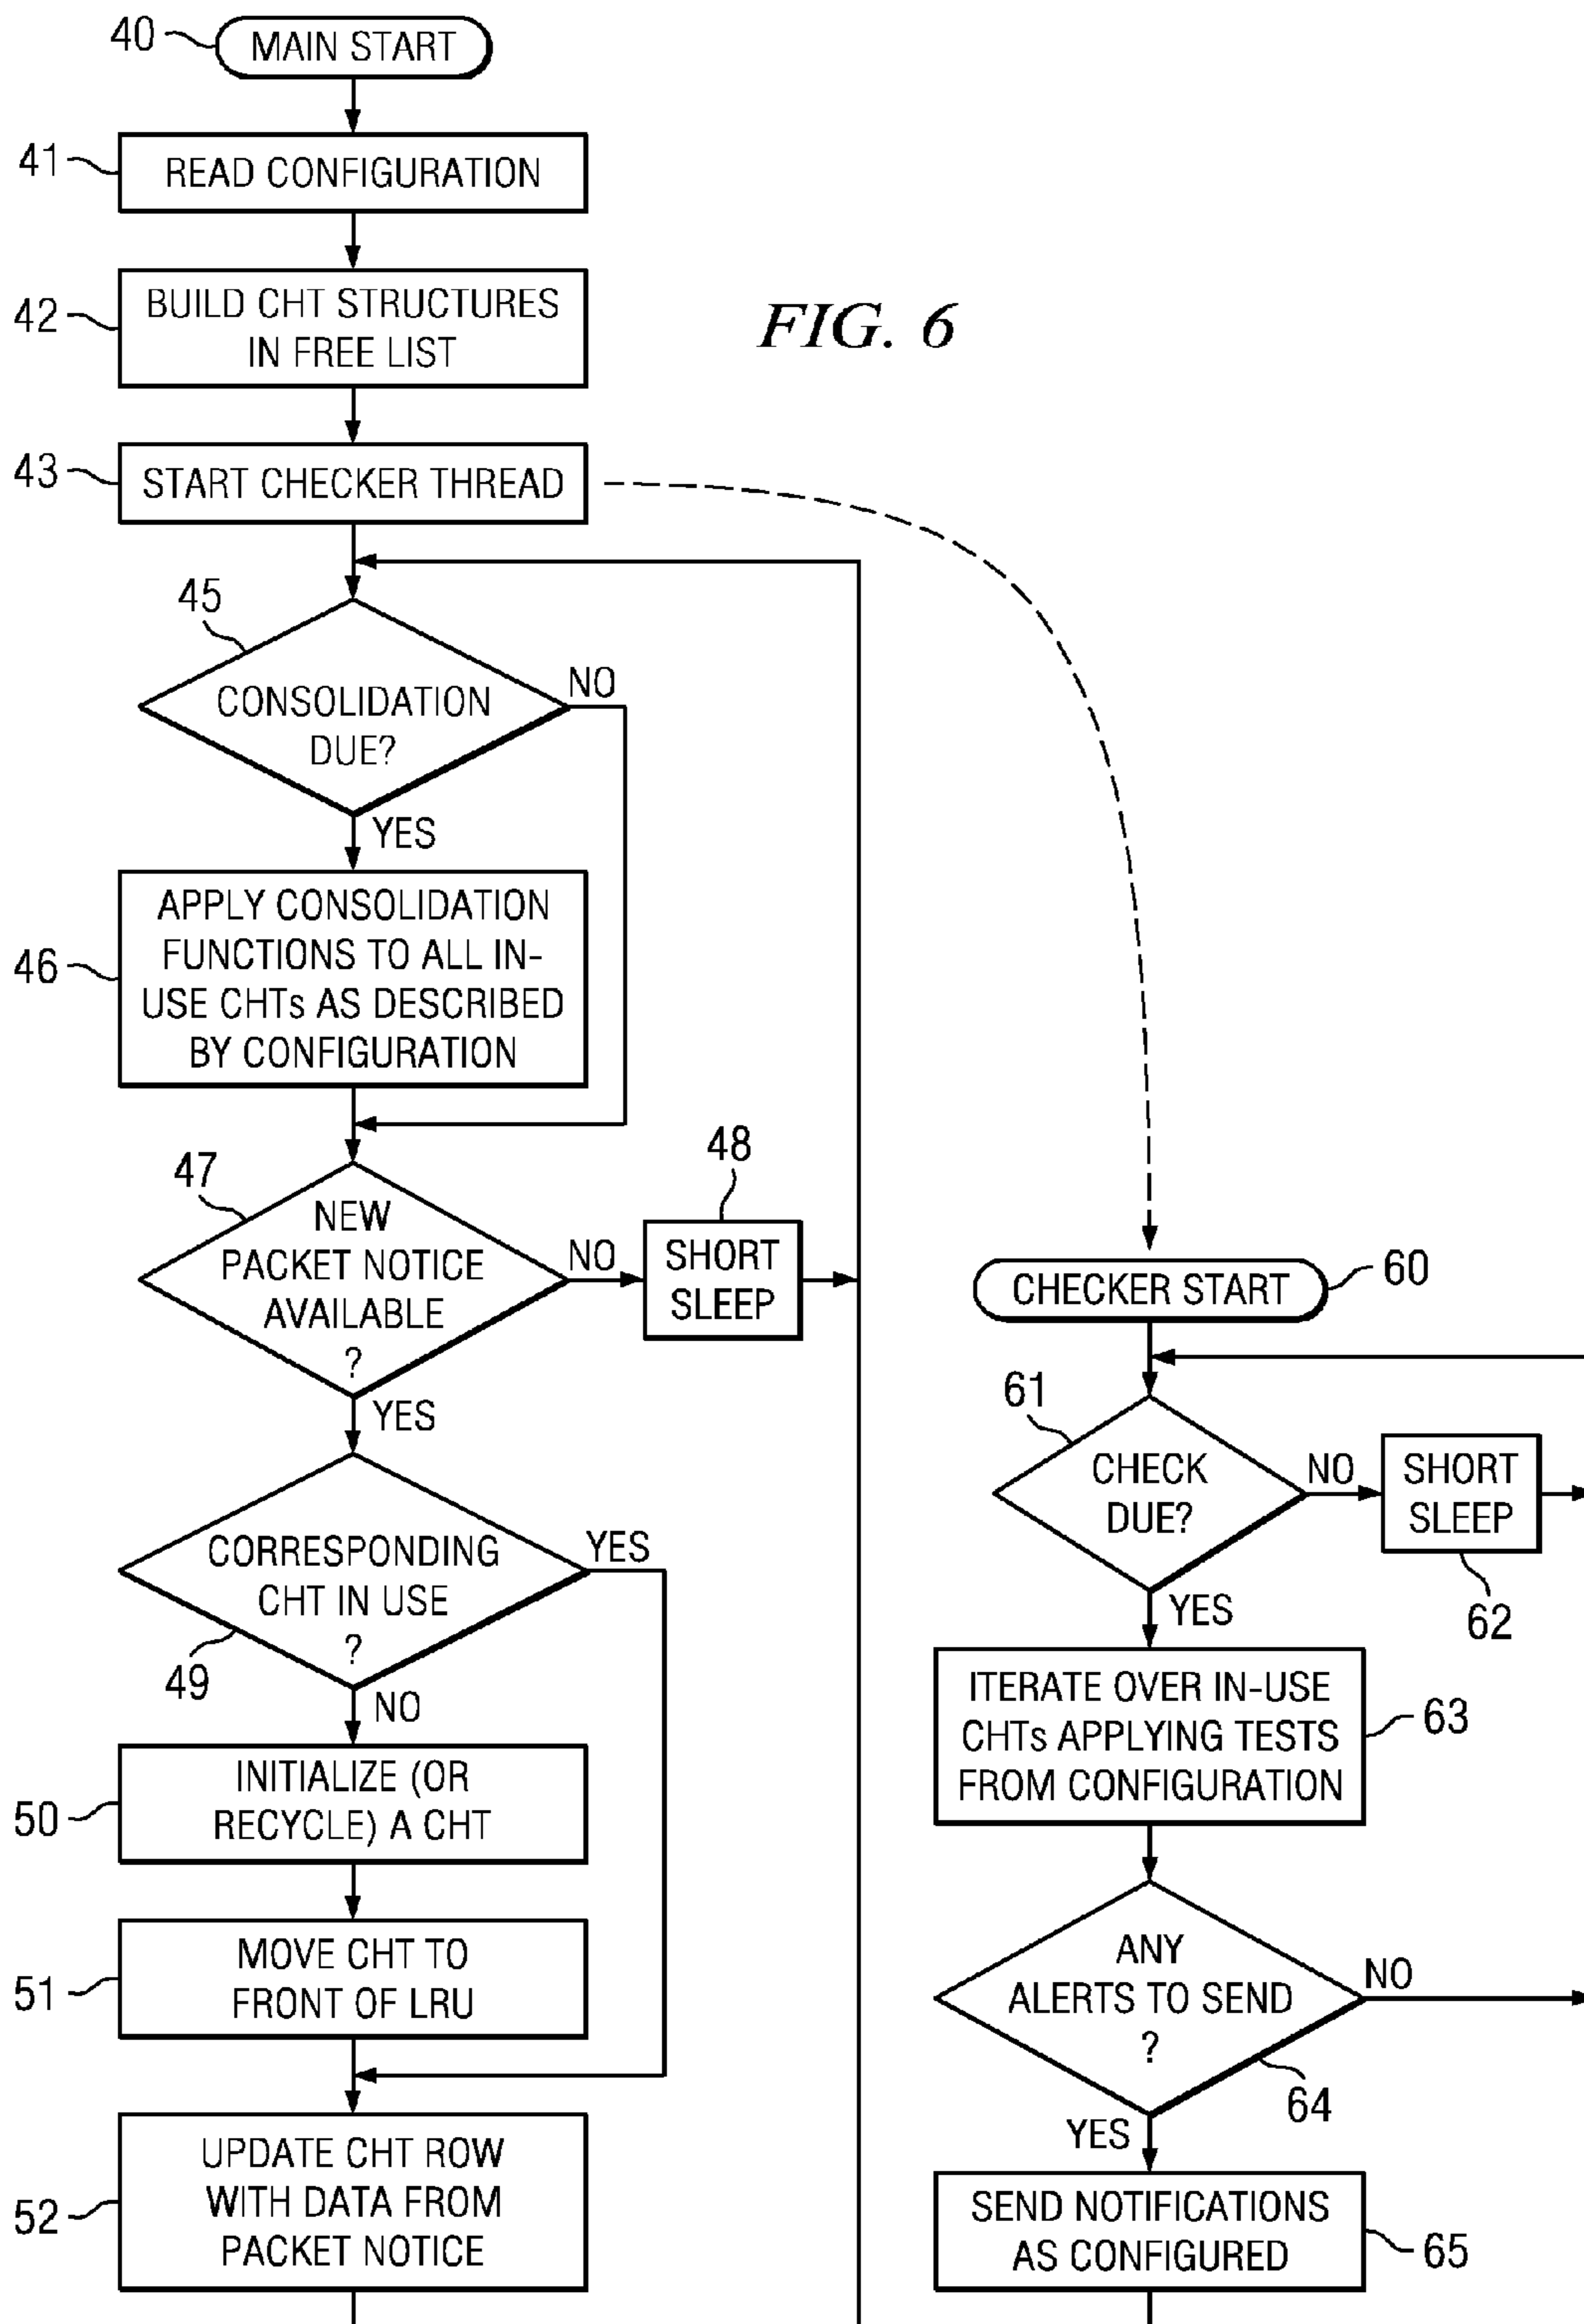 40
MAIN START
41
READ CONFIGURATION
42
BUILD CHT STRUCTURES
IN FREE LIST
FIG. 6
43
START CHECKER THREAD
45
CONSOLIDATION
DUE?
NO
YES
46
APPLY CONSOLIDATION
FUNCTIONS TO ALL IN-
USE CHTs AS DESCRIBED
BY CONFIGURATION
47
NEW
PACKET NOTICE
AVAILABLE
?
NO
48
SHORT
SLEEP
YES
CORRESPONDING
CHT IN USE
?
YES
49
NO
50
INITIALIZE (OR
RECYCLE) A CHT
51
MOVE CHT TO
FRONT OF LRU
52
UPDATE CHT ROW
WITH DATA FROM
PACKET NOTICE
CHECKER START
60
61
CHECK
DUE?
NO
SHORT
SLEEP
62
YES
ITERATE OVER IN-USE
CHTs APPLYING TESTS
FROM CONFIGURATION
63
ANY
ALERTS TO SEND
?
NO
64
YES
SEND NOTIFICATIONS
AS CONFIGURED
65